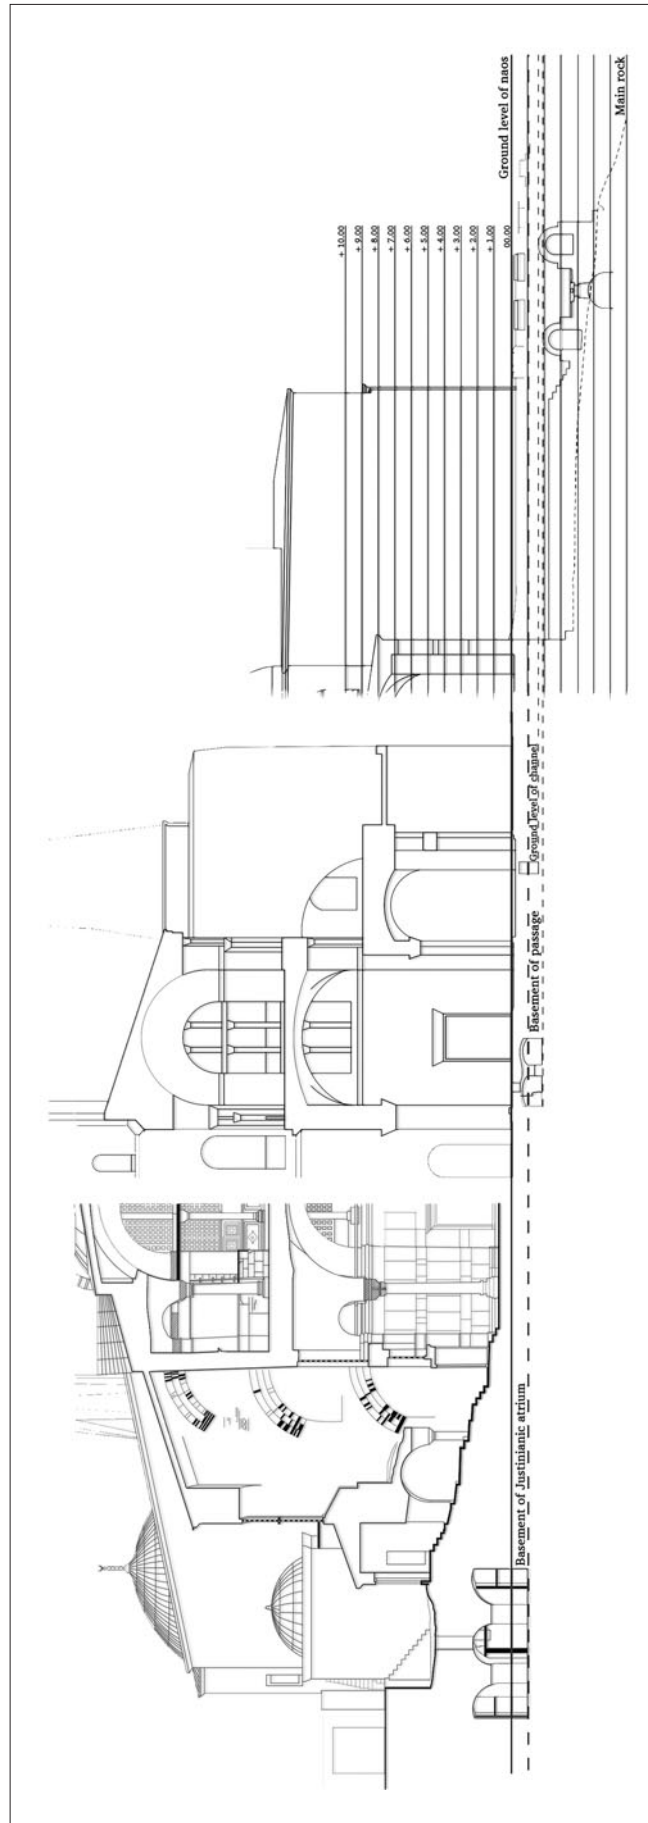 Ground level of naos
Main rock
+ 10.00
+ 9.00
+ 8.00
+ 7.00
+ 6.00
+ 5.00
+ 4.00
+ 3.00
+ 2.00
+ 1.00
00.00
Ground level of channel
Basement of passage
Basement of Justinianic atrium